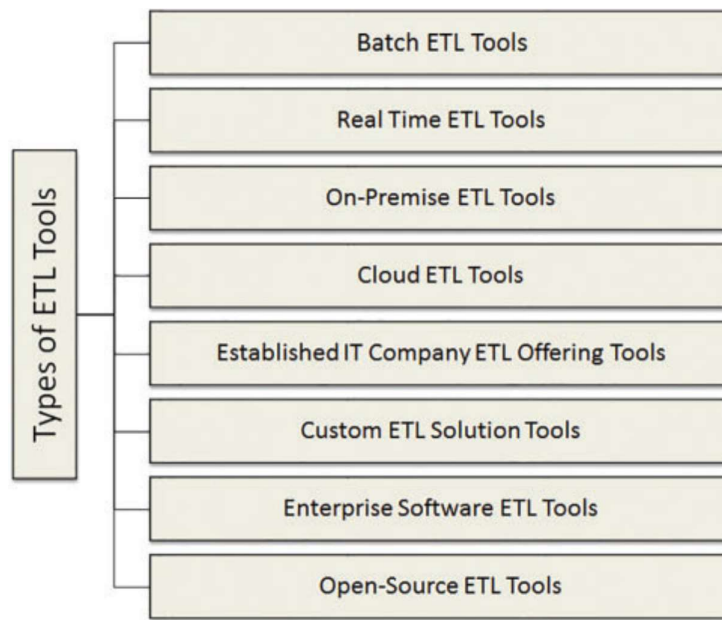 Types of ETL Tools
Batch ETL Tools
Real Time ETL Tools
On-Premise ETL Tools
Cloud ETL Tools
Established IT Company ETL Offering Tools
Custom ETL Solution Tools
Enterprise Software ETL Tools
Open-Source ETL Tools